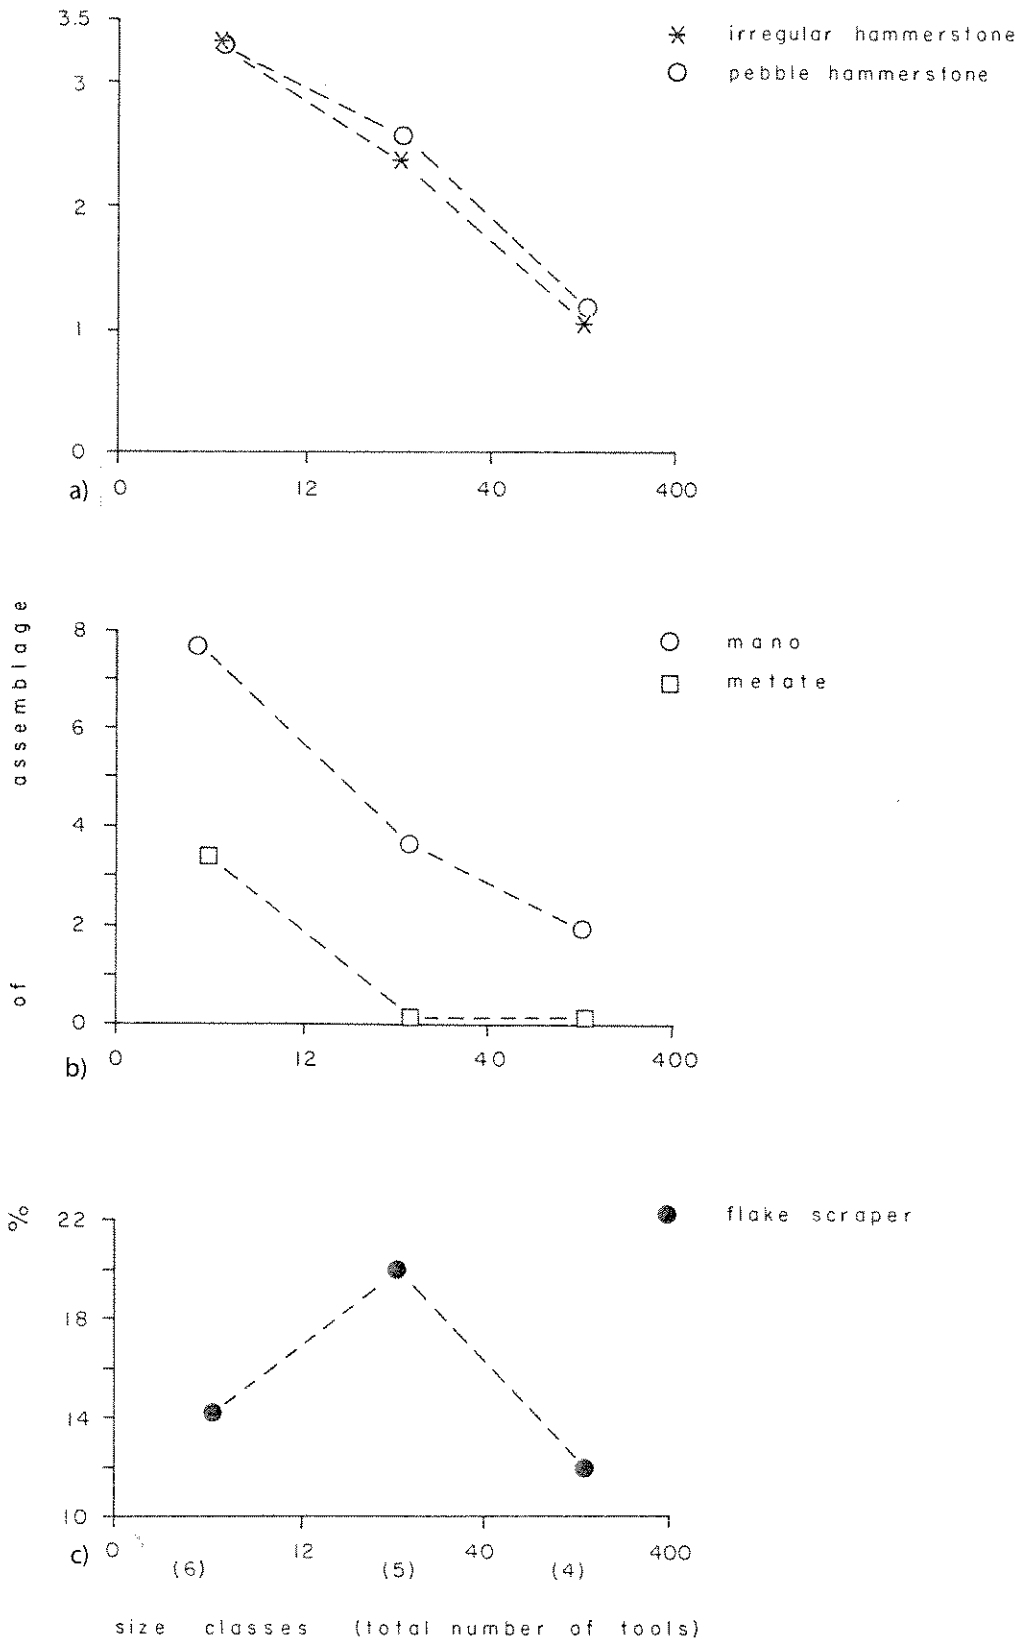 3.5
irregular hammerstone
3
pebble hammerstone
2
1
0
a) 0 12 40 400
8
mano
metate
6
4
2
0
b) 0 12 40 400
% of assemblage
22
flake scraper
18
14
10
c) 0 12 40 400
(6) (5) (4)
size classes (total number of tools)